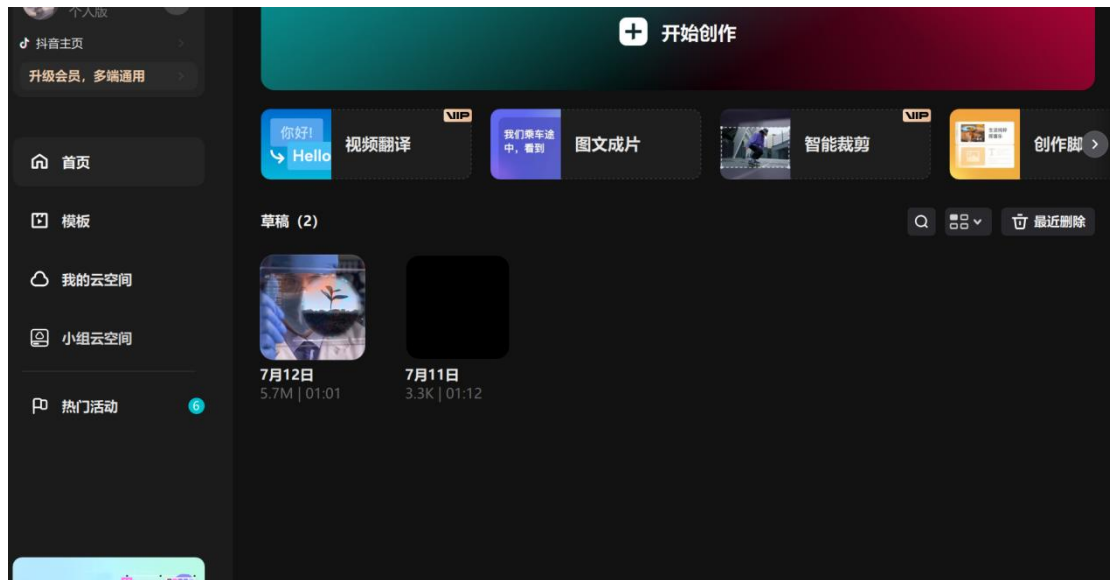 个人版
抖音主页
升级会员，多端通用
首页
模板
我的云空间
小组云空间
热门活动
6
开始创作
你好!
Hello
视频翻译
VIP
我们乘车途
中，看到
图文成片
智能裁剪
VIP
创作脚
草稿（2）
最近删除
7月12日
5.7M | 01:01
7月11日
3.3K | 01:12